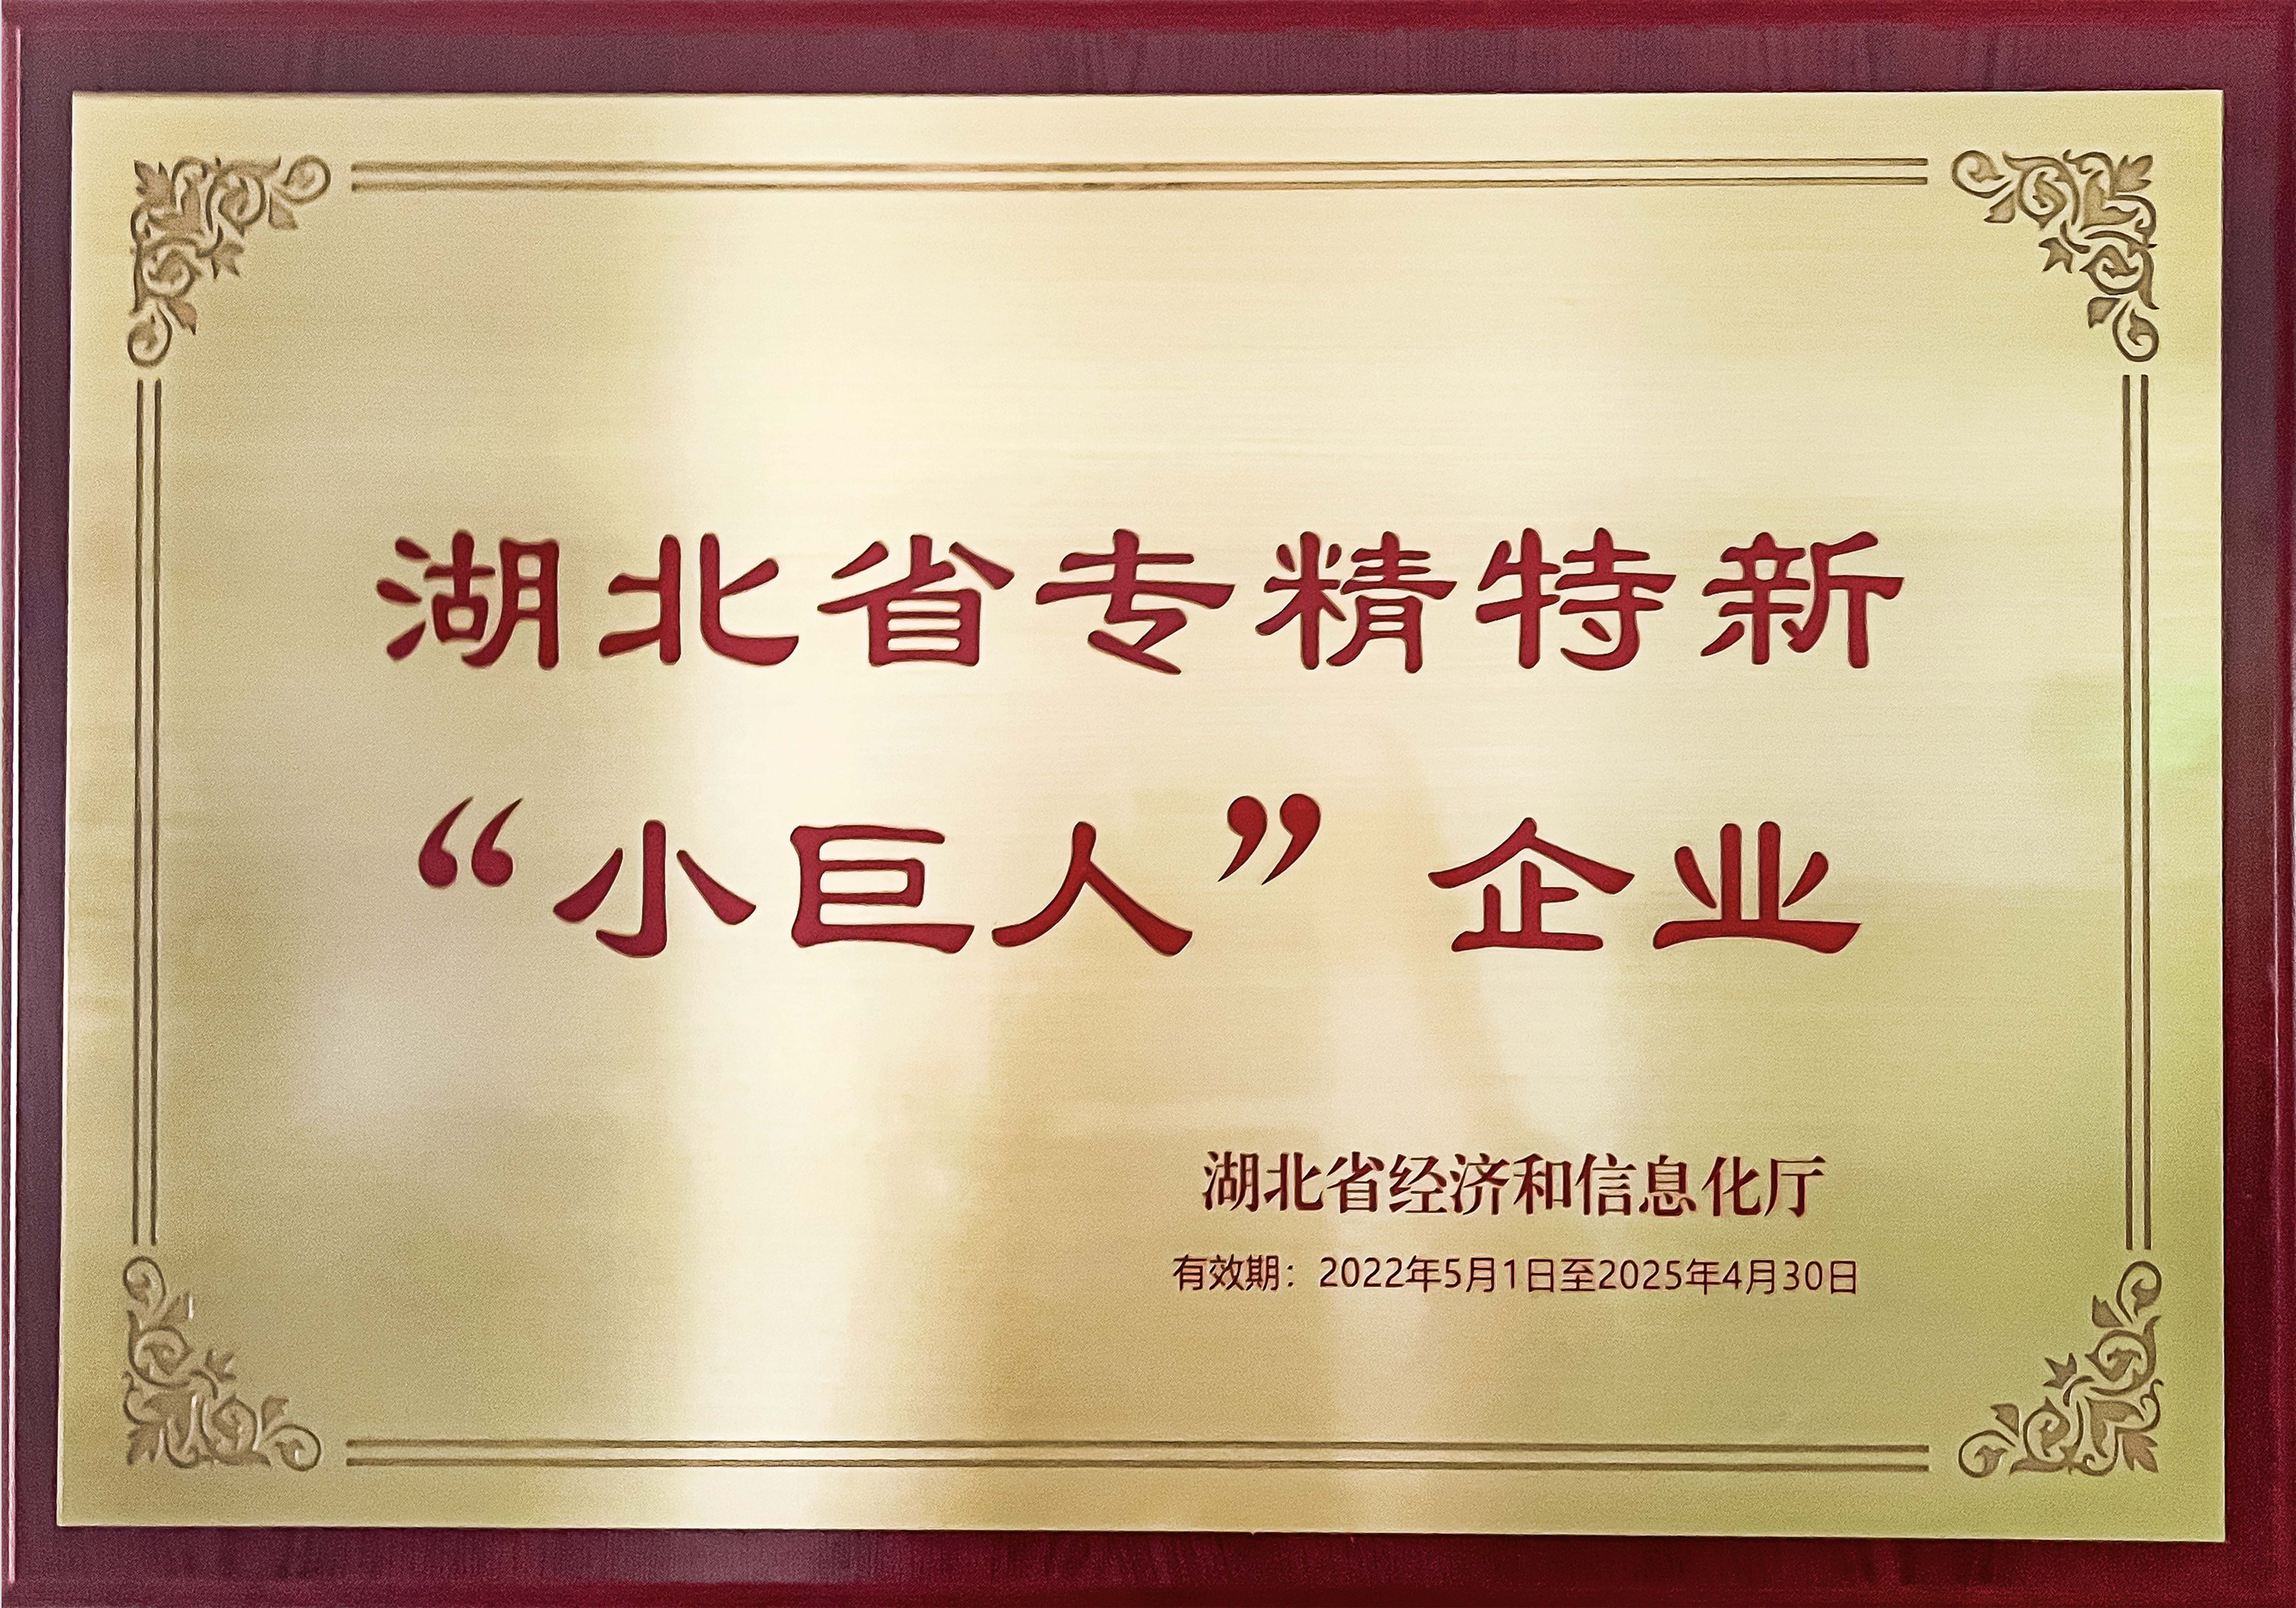 湖北省专精特新
“小巨人”企业
湖北省经济和信息化厅
有效期：2022年5月1日至2025年4月30日